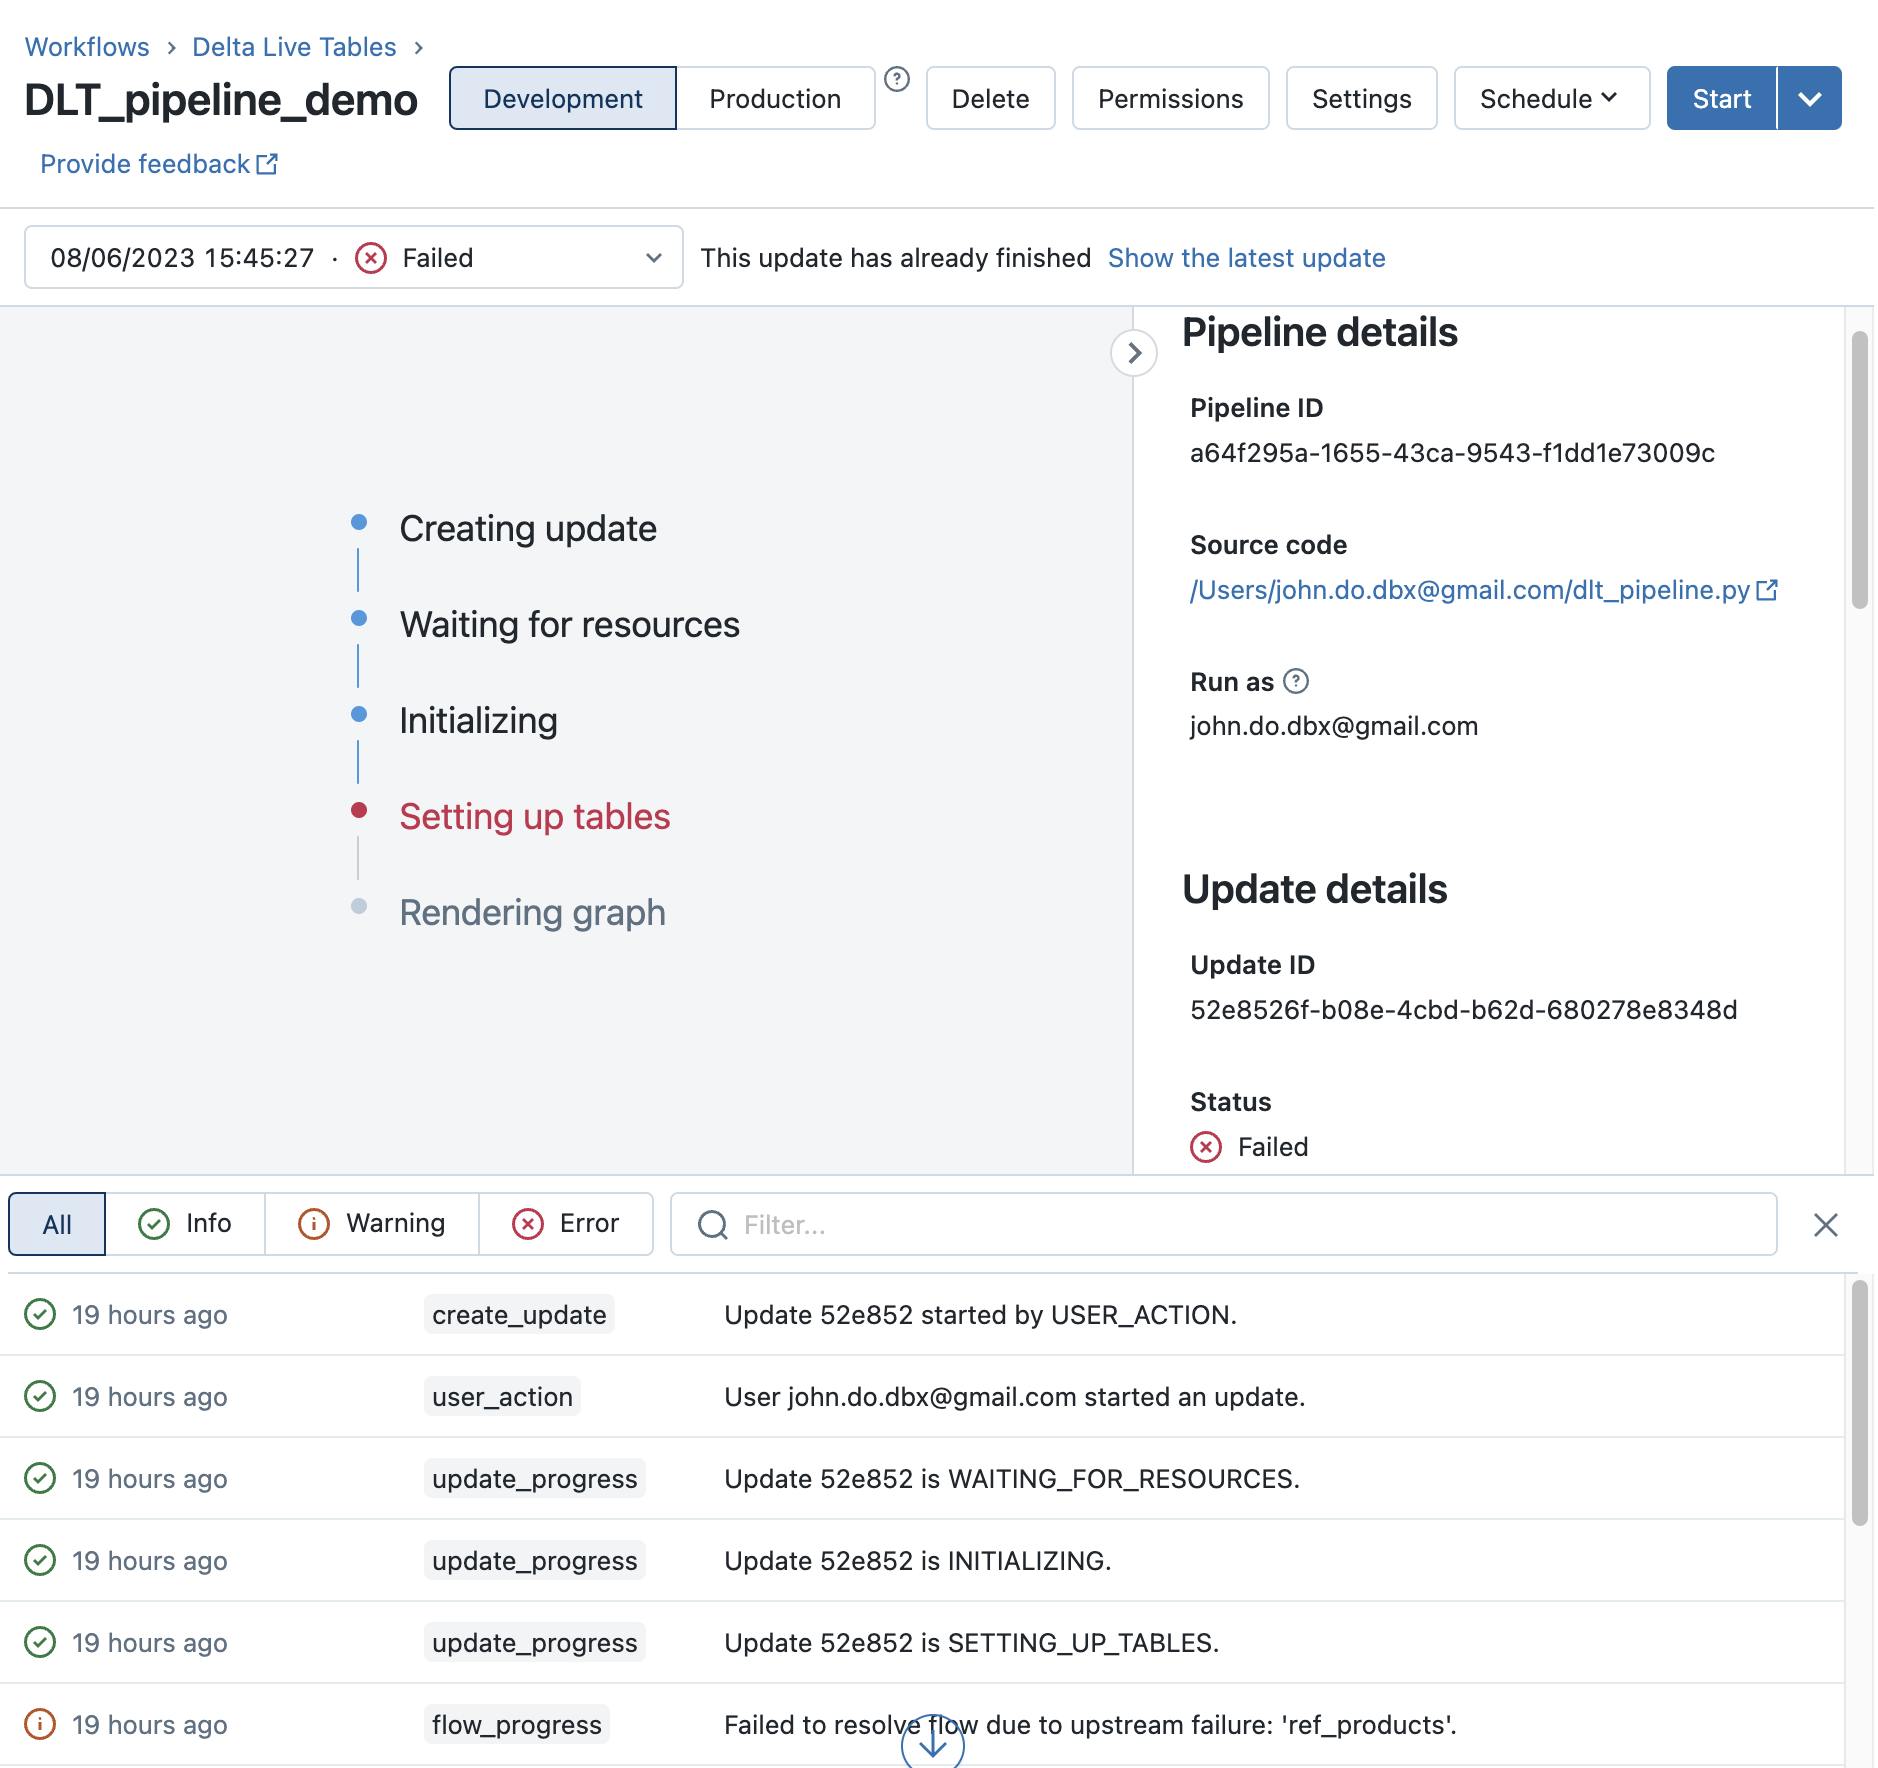 Workflows › Delta Live Tables ›
DLT_pipeline_demo Development Production Delete Permissions Settings Schedule Start
Provide feedback
08/06/2023 15:45:27 · Failed This update has already finished Show the latest update
Creating update
Waiting for resources
Initializing
Setting up tables
Rendering graph
Pipeline details
Pipeline ID
a64f295a-1655-43ca-9543-f1dd1e73009c
Source code
/Users/john.do.dbx@gmail.com/dlt_pipeline.py
Run as
john.do.dbx@gmail.com
Update details
Update ID
52e8526f-b08e-4cbd-b62d-680278e8348d
Status
Failed
All Info Warning Error Filter...
19 hours ago create_update Update 52e852 started by USER_ACTION.
19 hours ago user_action User john.do.dbx@gmail.com started an update.
19 hours ago update_progress Update 52e852 is WAITING_FOR_RESOURCES.
19 hours ago update_progress Update 52e852 is INITIALIZING.
19 hours ago update_progress Update 52e852 is SETTING_UP_TABLES.
19 hours ago flow_progress Failed to resolve flow due to upstream failure: 'ref_products'.